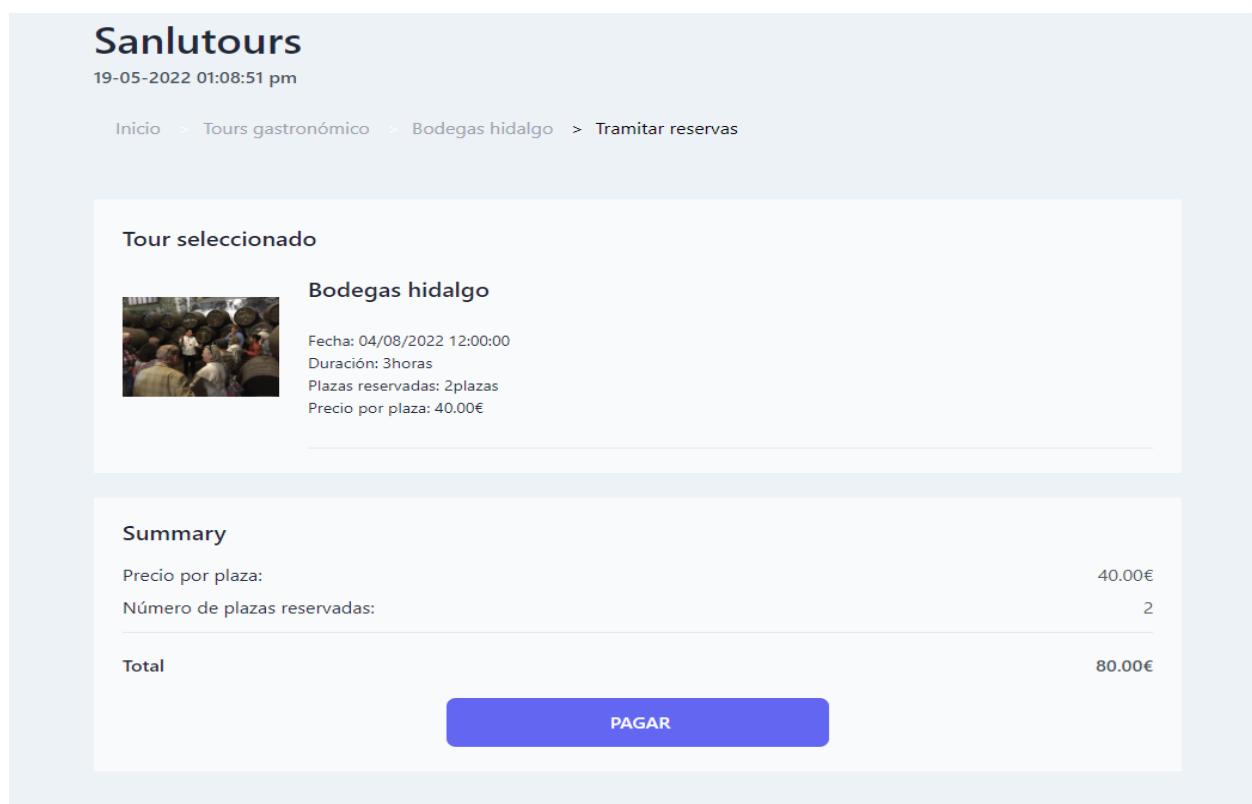 Sanlutours
19-05-2022 01:08:51 pm
Inicio > Tours gastronómico > Bodegas hidalgo > Tramitar reservas
Tour seleccionado
Bodegas hidalgo
Fecha: 04/08/2022 12:00:00
Duración: 3horas
Plazas reservadas: 2plazas
Precio por plaza: 40.00€
Summary
Precio por plaza: 40.00€
Número de plazas reservadas: 2
Total 80.00€
PAGAR